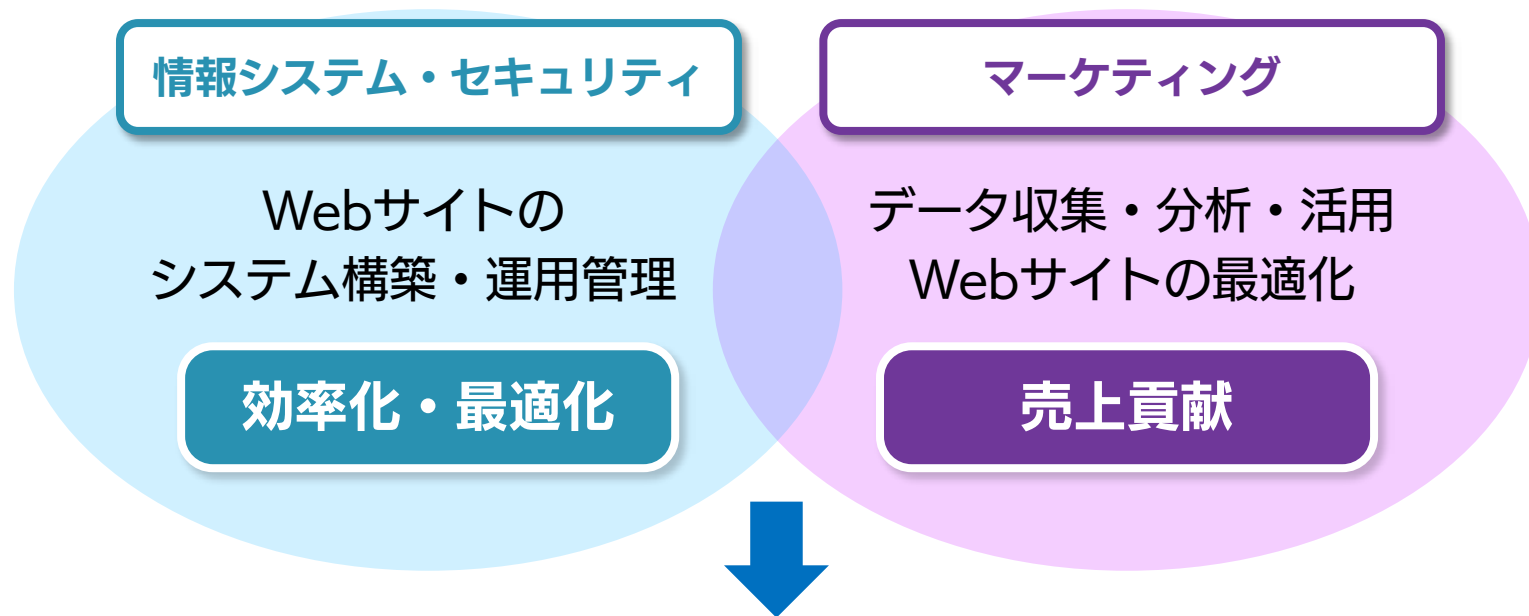 情報システム・セキュリティ
Webサイトの
システム構築・運用管理
効率化・最適化
マーケティング
データ収集・分析・活用
Webサイトの最適化
売上貢献